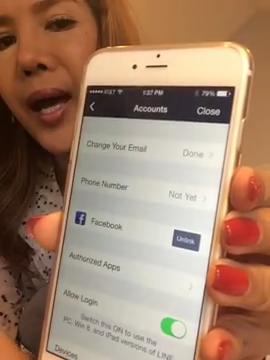 AT&T 1:37 PM 79%
Accounts Close
Change Your Email Done
Phone Number Not Yet
f Facebook Unlink
Authorized Apps
Allow Login
Switch this ON to use the
PC, Win 8, and iPad versions of LINE
Devices